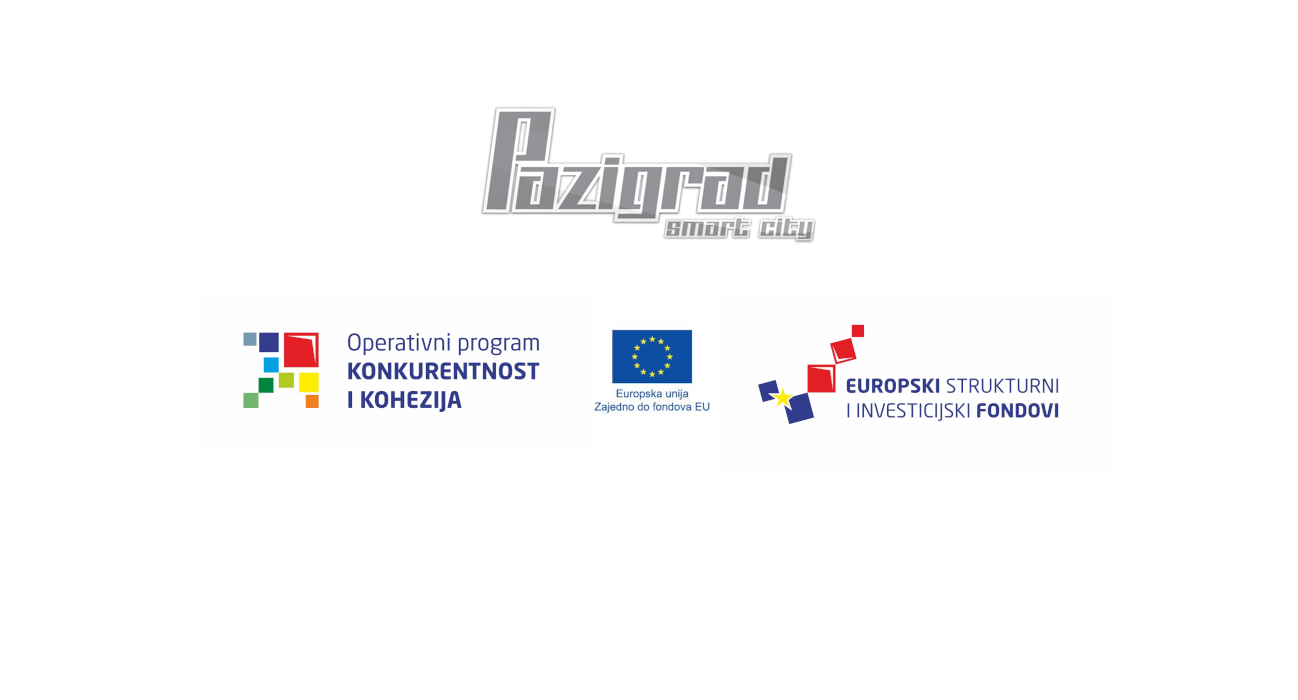 Pazigrad
smart city
Operativni program
KONKURENTNOST
I KOHEZIJA
Europska unija
Zajedno do fondova EU
EUROPSKI STRUKTURNI
I INVESTICIJSKI FONDOVI